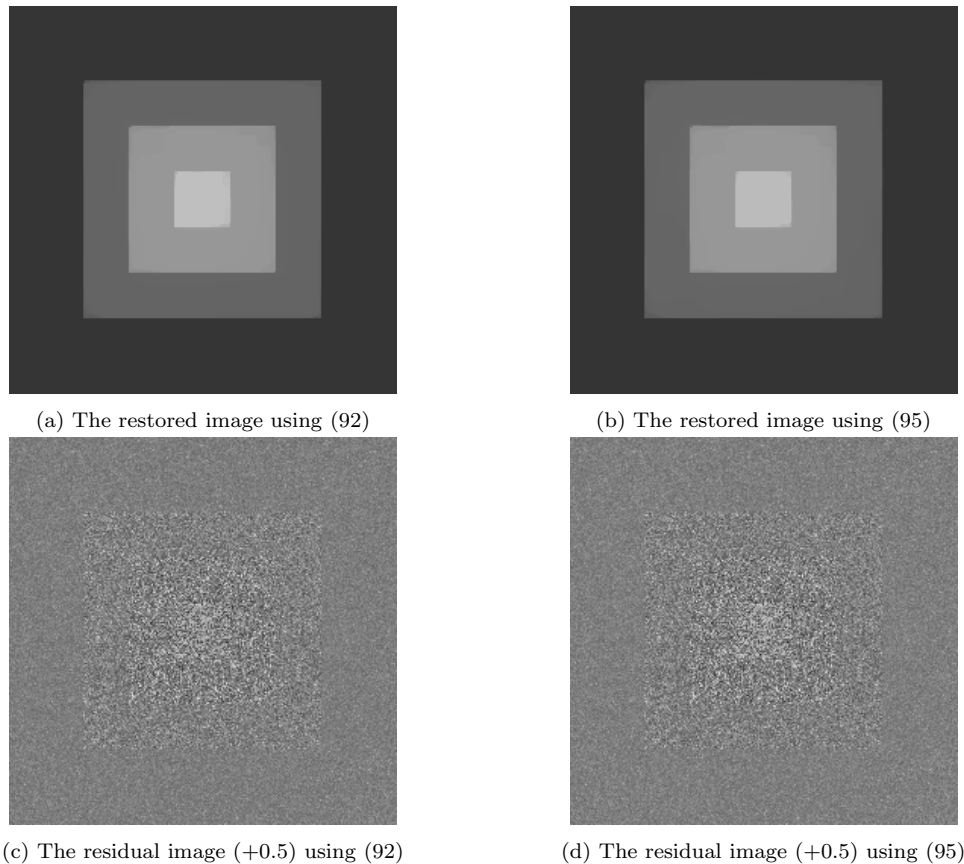 (a) The restored image using (92)
(b) The restored image using (95)
(c) The residual image (+0.5) using (92)
(d) The residual image (+0.5) using (95)